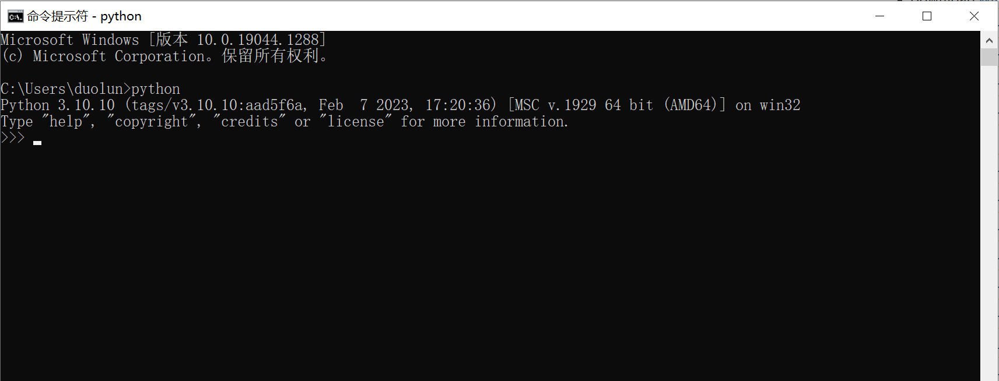 命令提示符 - python
Microsoft Windows [版本 10.0.19044.1288]
(c) Microsoft Corporation。保留所有权利。
C:\Users\duolun>python
Python 3.10.10 (tags/v3.10.10:aad5f6a, Feb  7 2023, 17:20:36) [MSC v.1929 64 bit (AMD64)] on win32
Type "help", "copyright", "credits" or "license" for more information.
>>>